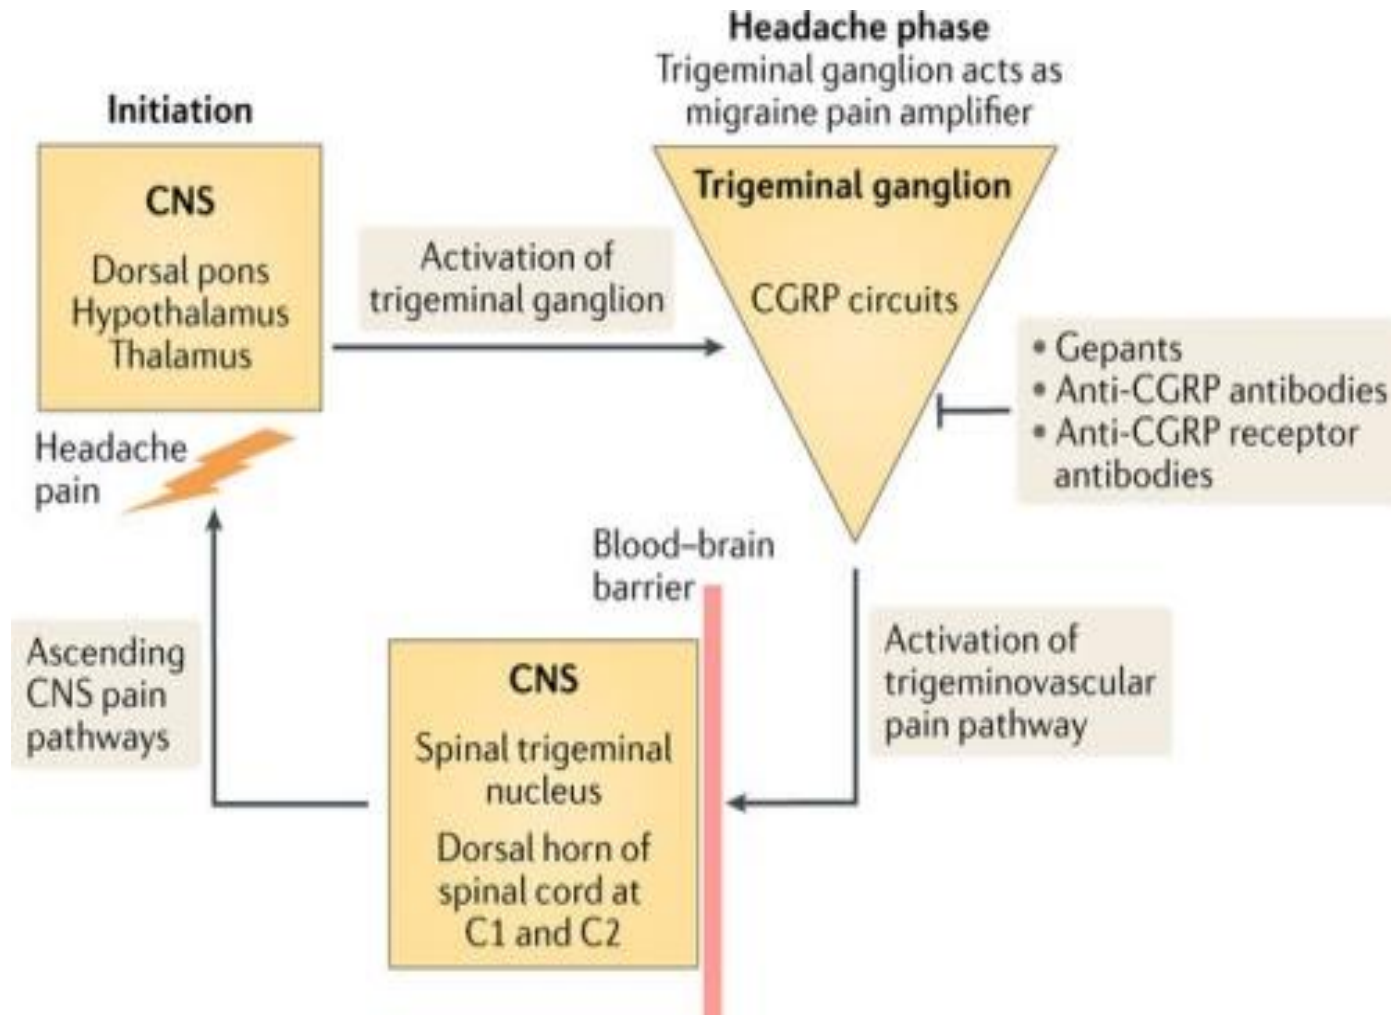 Headache phase
Trigeminal ganglion acts as
migraine pain amplifier
Initiation
CNS
Dorsal pons
Hypothalamus
Thalamus
Activation of
trigeminal ganglion
Trigeminal ganglion
CGRP circuits
• Gepants
• Anti-CGRP antibodies
• Anti-CGRP receptor
antibodies
Headache
pain
Blood–brain
barrier
Activation of
trigeminovascular
pain pathway
CNS
Spinal trigeminal
nucleus
Dorsal horn of
spinal cord at
C1 and C2
Ascending
CNS pain
pathways